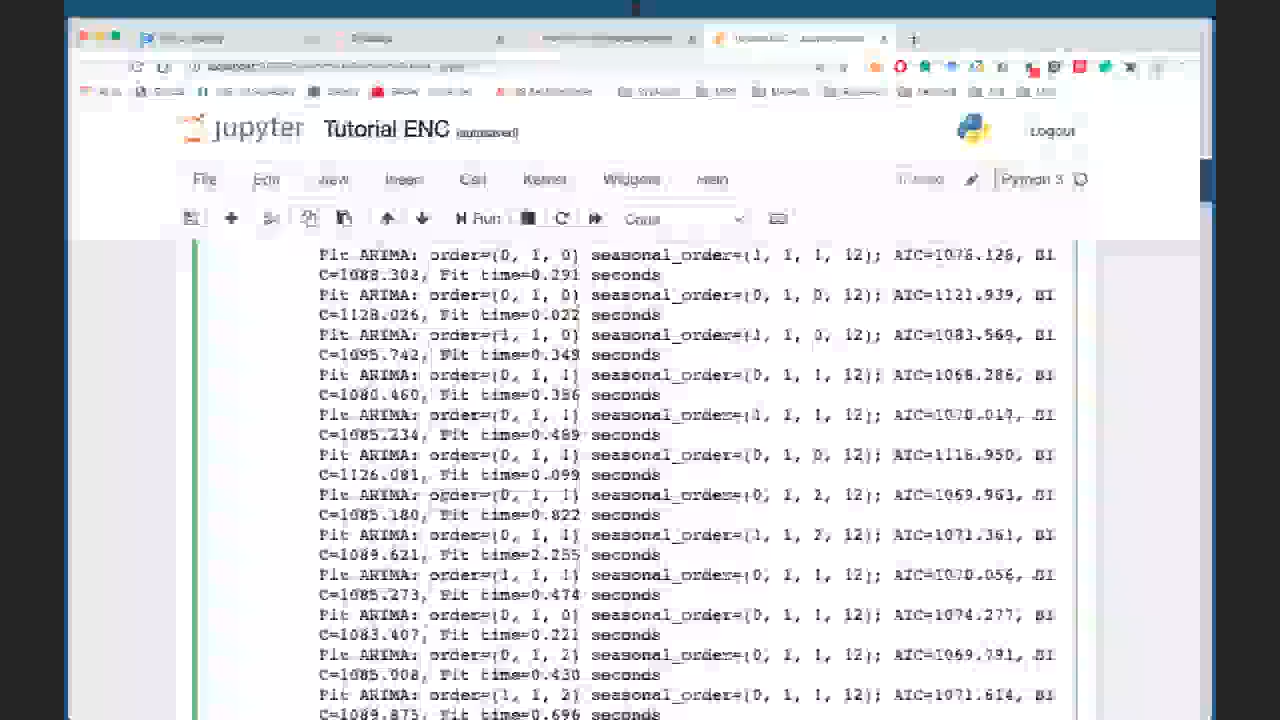 jupyter Tutorial ENC (autosaved)
Logout
File Edit View Insert Cell Kernel Widgets Help
Python 3
Run Code
Fit ARIMA: order=(0, 1, 0) seasonal_order=(1, 1, 1, 12); AIC=1076.126, BI
C=1088.302, Fit time=0.291 seconds
Fit ARIMA: order=(0, 1, 0) seasonal_order=(0, 1, 0, 12); AIC=1121.939, BI
C=1128.026, Fit time=0.022 seconds
Fit ARIMA: order=(1, 1, 0) seasonal_order=(1, 1, 0, 12); AIC=1083.569, BI
C=1095.742, Fit time=0.349 seconds
Fit ARIMA: order=(0, 1, 1) seasonal_order=(0, 1, 1, 12); AIC=1068.286, BI
C=1080.460, Fit time=0.356 seconds
Fit ARIMA: order=(0, 1, 1) seasonal_order=(1, 1, 1, 12); AIC=1070.017, BI
C=1085.234, Fit time=0.469 seconds
Fit ARIMA: order=(0, 1, 1) seasonal_order=(0, 1, 0, 12); AIC=1116.950, BI
C=1126.081, Fit time=0.099 seconds
Fit ARIMA: order=(0, 1, 1) seasonal_order=(0, 1, 2, 12); AIC=1069.963, BI
C=1085.180, Fit time=0.822 seconds
Fit ARIMA: order=(0, 1, 1) seasonal_order=(1, 1, 2, 12); AIC=1071.361, BI
C=1089.621, Fit time=2.255 seconds
Fit ARIMA: order=(1, 1, 1) seasonal_order=(0, 1, 1, 12); AIC=1070.056, BI
C=1085.273, Fit time=0.474 seconds
Fit ARIMA: order=(0, 1, 0) seasonal_order=(0, 1, 1, 12); AIC=1074.277, BI
C=1083.407, Fit time=0.221 seconds
Fit ARIMA: order=(0, 1, 2) seasonal_order=(0, 1, 1, 12); AIC=1069.791, BI
C=1085.008, Fit time=0.430 seconds
Fit ARIMA: order=(1, 1, 2) seasonal_order=(0, 1, 1, 12); AIC=1071.614, BI
C=1089.875, Fit time=0.696 seconds